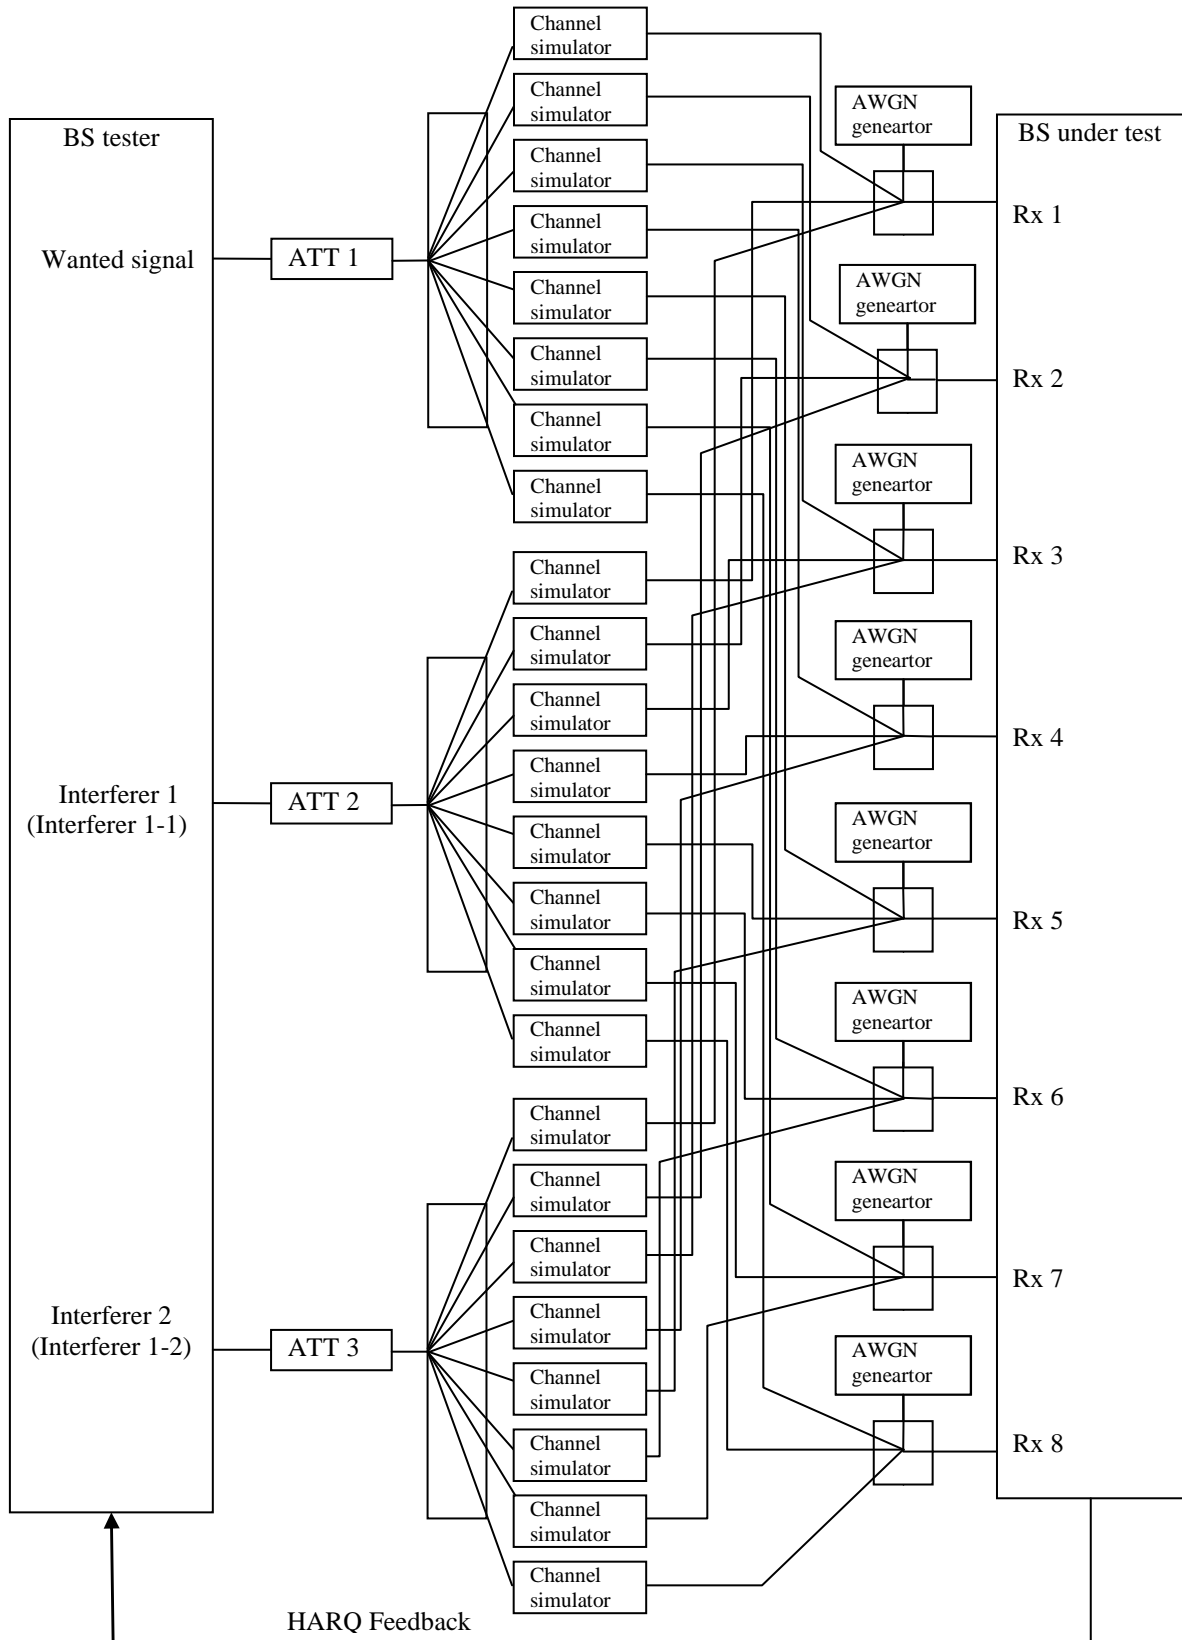 BS tester
Wanted signal
Interferer 1
(Interferer 1-1)
Interferer 2
(Interferer 1-2)
ATT 1
ATT 2
ATT 3
Channel
simulator
Channel
simulator
Channel
simulator
Channel
simulator
Channel
simulator
Channel
simulator
Channel
simulator
Channel
simulator
Channel
simulator
Channel
simulator
Channel
simulator
Channel
simulator
Channel
simulator
Channel
simulator
Channel
simulator
Channel
simulator
Channel
simulator
Channel
simulator
Channel
simulator
Channel
simulator
Channel
simulator
Channel
simulator
Channel
simulator
Channel
simulator
AWGN
geneartor
AWGN
geneartor
AWGN
geneartor
AWGN
geneartor
AWGN
geneartor
AWGN
geneartor
AWGN
geneartor
AWGN
geneartor
BS under test
Rx 1
Rx 2
Rx 3
Rx 4
Rx 5
Rx 6
Rx 7
Rx 8
HARQ Feedback